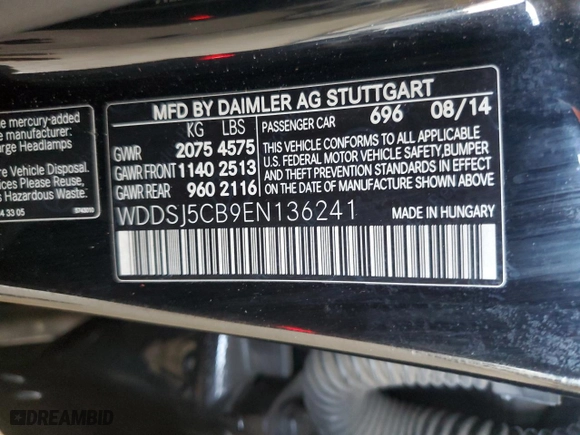 MFD BY DAIMLER AG STUTTGART
KG LBS
GVWR 2075 4575
GAWR FRONT 1140 2513
GAWR REAR 960 2116
PASSENGER CAR 696 08/14
THIS VEHICLE CONFORMS TO ALL APPLICABLE
U.S. FEDERAL MOTOR VEHICLE SAFETY, BUMPER
AND THEFT PREVENTION STANDARDS IN EFFECT
ON THE DATE OF MANUFACTURE SHOWN ABOVE.
WDDSJ5CB9EN136241
MADE IN HUNGARY
mercury-added
manufacturer:
Headlamps
Vehicle Disposal.
Please Reuse,
Hazardous Waste.
4 33 05
DREAMBID